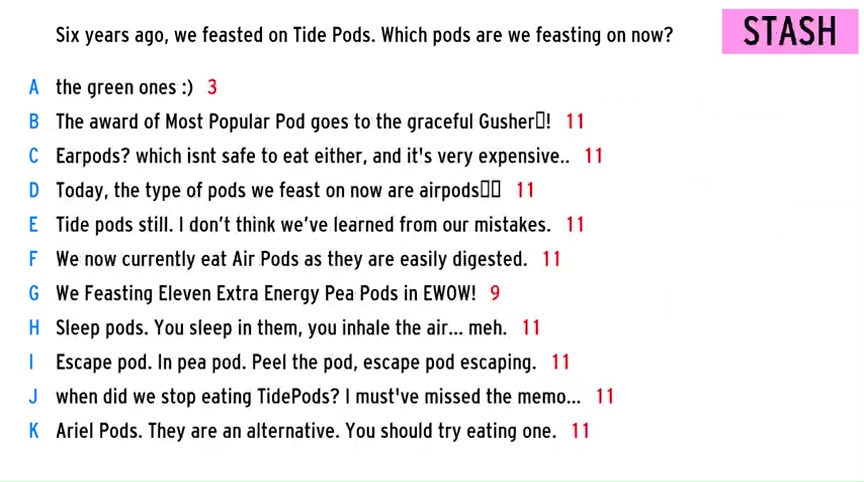 Six years ago, we feasted on Tide Pods. Which pods are we feasting on now?
STASH
A the green ones :) 3
B The award of Most Popular Pod goes to the graceful Gusher▯! 11
C Earpods? which isnt safe to eat either, and it's very expensive.. 11
D Today, the type of pods we feast on now are airpods▯▯ 11
E Tide pods still. I don't think we've learned from our mistakes. 11
F We now currently eat Air Pods as they are easily digested. 11
G We Feasting Eleven Extra Energy Pea Pods in EWOW! 9
H Sleep pods. You sleep in them, you inhale the air... meh. 11
I Escape pod. In pea pod. Peel the pod, escape pod escaping. 11
J when did we stop eating TidePods? I must've missed the memo... 11
K Ariel Pods. They are an alternative. You should try eating one. 11